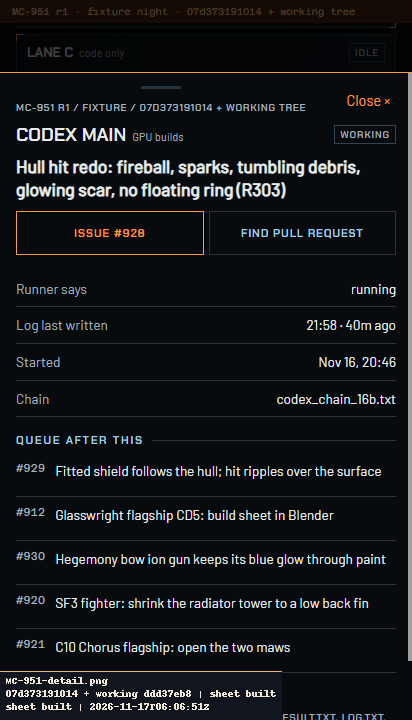 MC-951 r1 · fixture night · 07d373191014 + working tree
LANE C code only IDLE
MC-951 R1 / FIXTURE / 07D373191014 + WORKING TREE
Close ×
CODEX MAIN GPU builds WORKING
Hull hit redo: fireball, sparks, tumbling debris,
glowing scar, no floating ring (R303)
ISSUE #928 FIND PULL REQUEST
Runner says running
Log last written 21:58 · 40m ago
Started Nov 16, 20:46
Chain codex_chain_16b.txt
QUEUE AFTER THIS
#929 Fitted shield follows the hull; hit ripples over the surface
#912 Glasswright flagship CD5: build sheet in Blender
#930 Hegemony bow ion gun keeps its blue glow through paint
#920 SF3 fighter: shrink the radiator tower to a low back fin
#921 C10 Chorus flagship: open the two maws
MC-951-detail.png
07d373191014 + working ddd37eb8 | sheet built
sheet built | 2026-11-17T06:06:51Z